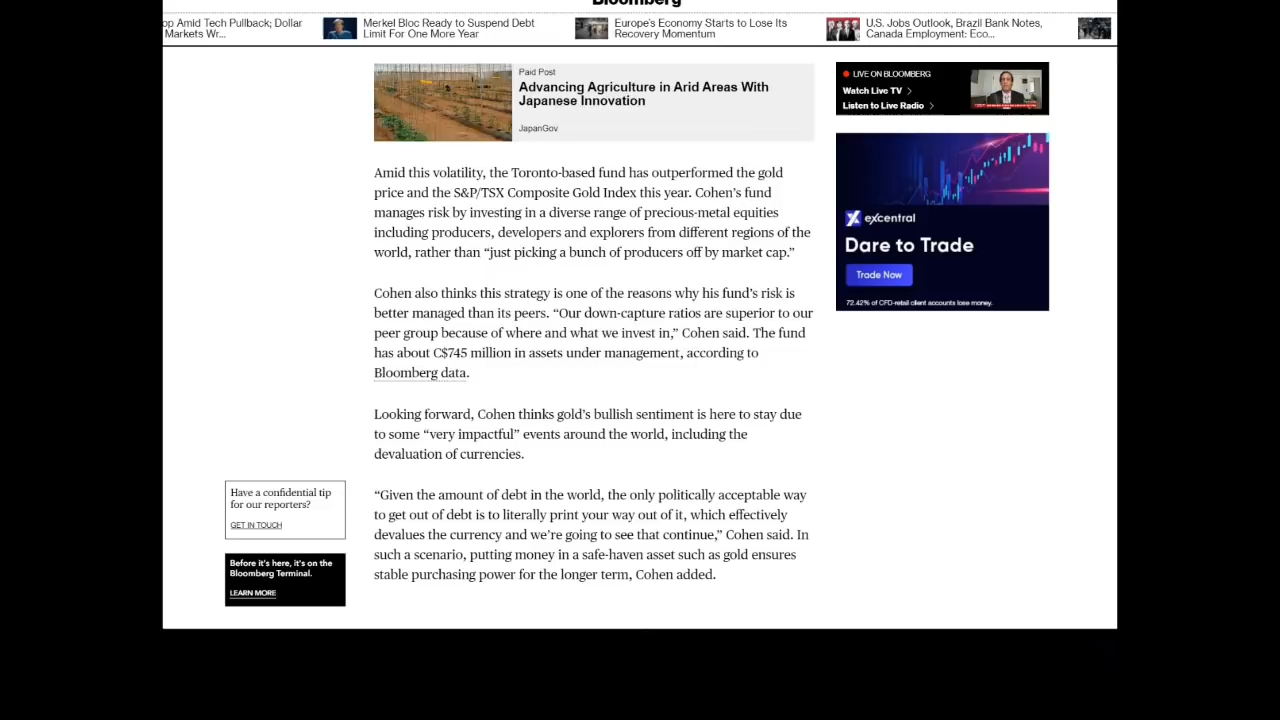 Bloomberg
op Amid Tech Pullback; Dollar
Markets Wr...
Merkel Bloc Ready to Suspend Debt
Limit For One More Year
Europe's Economy Starts to Lose Its
Recovery Momentum
U.S. Jobs Outlook, Brazil Bank Notes,
Canada Employment: Eco...
Paid Post
Advancing Agriculture in Arid Areas With
Japanese Innovation
JapanGov
LIVE ON BLOOMBERG
Watch Live TV
Listen to Live Radio
Amid this volatility, the Toronto-based fund has outperformed the gold
price and the S&P/TSX Composite Gold Index this year. Cohen's fund
manages risk by investing in a diverse range of precious-metal equities
including producers, developers and explorers from different regions of the
world, rather than “just picking a bunch of producers off by market cap.”
excentral
Dare to Trade
Trade Now
72.42% of CFD-retail client accounts lose money.
Cohen also thinks this strategy is one of the reasons why his fund's risk is
better managed than its peers. “Our down-capture ratios are superior to our
peer group because of where and what we invest in,” Cohen said. The fund
has about C$745 million in assets under management, according to
Bloomberg data.
Looking forward, Cohen thinks gold's bullish sentiment is here to stay due
to some “very impactful” events around the world, including the
devaluation of currencies.
Have a confidential tip
for our reporters?
GET IN TOUCH
Before it's here, it's on the
Bloomberg Terminal.
LEARN MORE
“Given the amount of debt in the world, the only politically acceptable way
to get out of debt is to literally print your way out of it, which effectively
devalues the currency and we're going to see that continue,” Cohen said. In
such a scenario, putting money in a safe-haven asset such as gold ensures
stable purchasing power for the longer term, Cohen added.